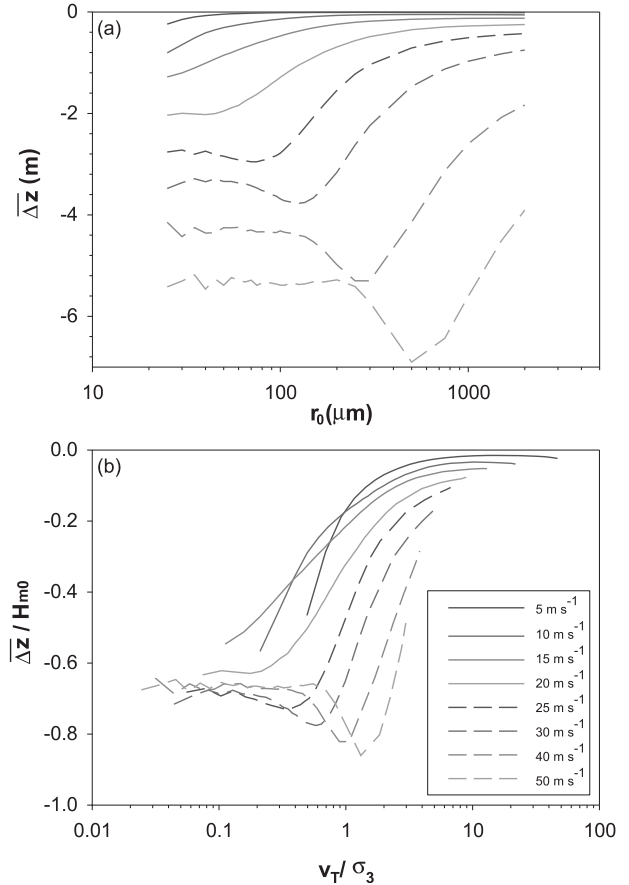 (a)
0
-2
-4
-6
Δz (m)
10
100
1000
r₀(μm)
(b)
0.0
-0.2
-0.4
-0.6
-0.8
-1.0
Δz / Hm0
5 m s⁻¹
10 m s⁻¹
15 m s⁻¹
20 m s⁻¹
25 m s⁻¹
30 m s⁻¹
40 m s⁻¹
50 m s⁻¹
0.01
0.1
1
10
100
v_T/ σ₃